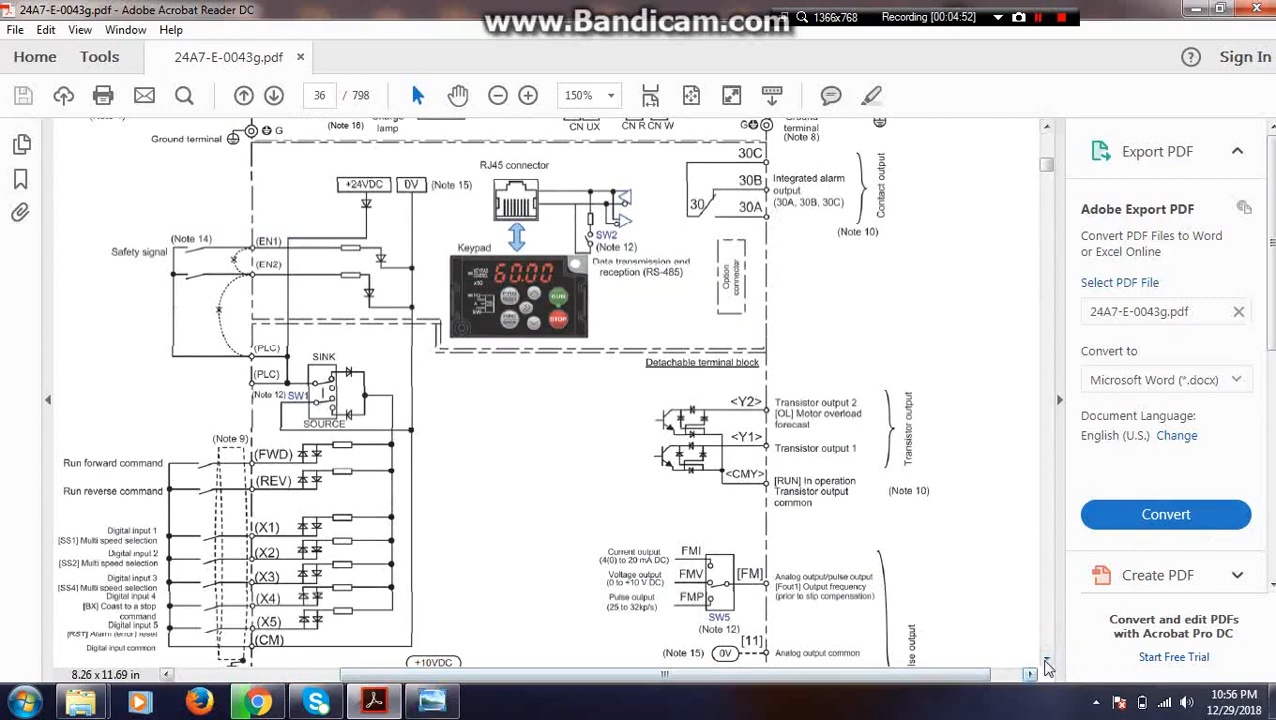 24A7-E-0043g.pdf - Adobe Acrobat Reader DC
www.Bandicam.com
1366x768
Recording [00:04:52]
File Edit View Window Help
Home Tools
24A7-E-0043g.pdf ×
Sign In
36 / 798
150%
Ground terminal
G
(Note 16)
lamp
CN UX
CN R CN W
G
terminal
(Note 8)
+24VDC
0V
(Note 15)
RJ45 connector
30C
30B
30
30A
Integrated alarm
output
(30A, 30B, 30C)
Contact output
(Note 10)
Safety signal
(Note 14)
(EN1)
(EN2)
SW2
(Note 12)
Data transmission and
reception (RS-485)
Keypad
60.00
RUN
STOP
Option
connector
(PLC)
(PLC)
(Note 12)
SW1
SINK
SOURCE
Detachable terminal block
<Y2>
Transistor output 2
[OL] Motor overload
forecast
<Y1>
Transistor output 1
<CMY>
[RUN] In operation
Transistor output
common
Transistor output
(Note 10)
(Note 9)
Run forward command
(FWD)
Run reverse command
(REV)
Digital input 1
[SS1] Multi speed selection
(X1)
Digital input 2
[SS2] Multi speed selection
(X2)
Digital input 3
[SS4] Multi speed selection
(X3)
Digital input 4
[BX] Coast to a stop
command
(X4)
Digital input 5
[RST] Alarm (error) reset
(X5)
Digital input common
(CM)
+10VDC
Current output
(4(0) to 20 mA DC)
FMI
Voltage output
(0 to +10 V DC)
FMV
Pulse output
(25 to 32kp/s)
FMP
SW5
(Note 12)
[FM]
Analog output/pulse output
[Fout1] Output frequency
(prior to slip compensation)
(Note 15)
0V
[11]
Analog output common
se output
8.26 x 11.69 in
Export PDF
Adobe Export PDF
Convert PDF Files to Word
or Excel Online
Select PDF File
24A7-E-0043g.pdf
Convert to
Microsoft Word (*.docx)
Document Language:
English (U.S.) Change
Convert
Create PDF
Convert and edit PDFs
with Acrobat Pro DC
Start Free Trial
10:56 PM
12/29/2018